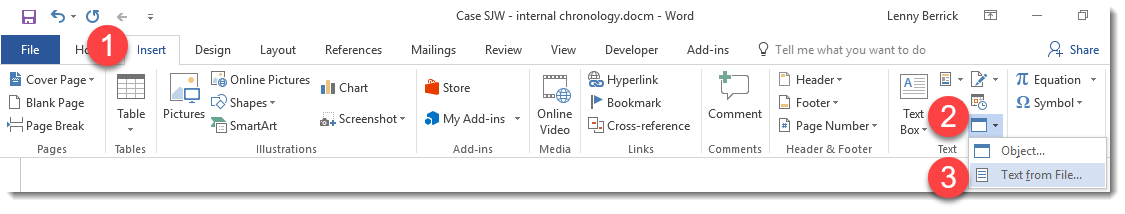 Case SJW - internal chronology.docm - Word
Lenny Berrick
File
1
Insert
Design
Layout
References
Mailings
Review
View
Developer
Add-ins
Tell me what you want to do
Share
Cover Page
Blank Page
Page Break
Pages
Table
Tables
Pictures
Online Pictures
Shapes
SmartArt
Chart
Screenshot
Illustrations
Store
My Add-ins
Add-ins
Online
Video
Media
Hyperlink
Bookmark
Cross-reference
Links
Comment
Comments
Header
Footer
Page Number
Header & Footer
Text
Box
2
Text
Equation
Symbol
Object...
3
Text from File...